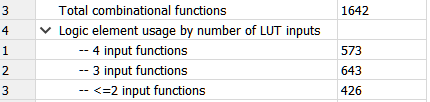 3 Total combinational functions 1642
4 Logic element usage by number of LUT inputs
1 -- 4 input functions 573
2 -- 3 input functions 643
3 -- <=2 input functions 426